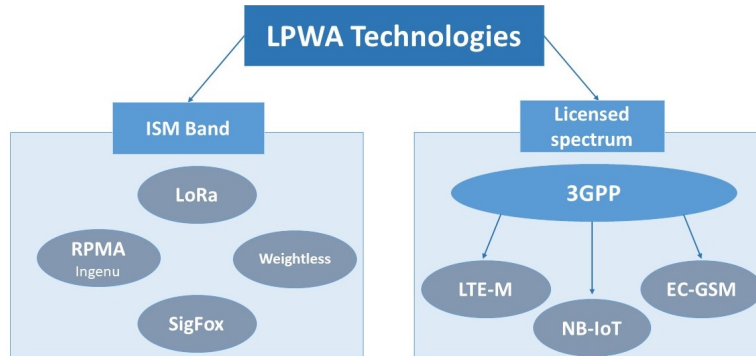 LPWA Technologies
ISM Band
LoRa
RPMA
Ingenu
Weightless
SigFox
Licensed
spectrum
3GPP
LTE-M
NB-IoT
EC-GSM